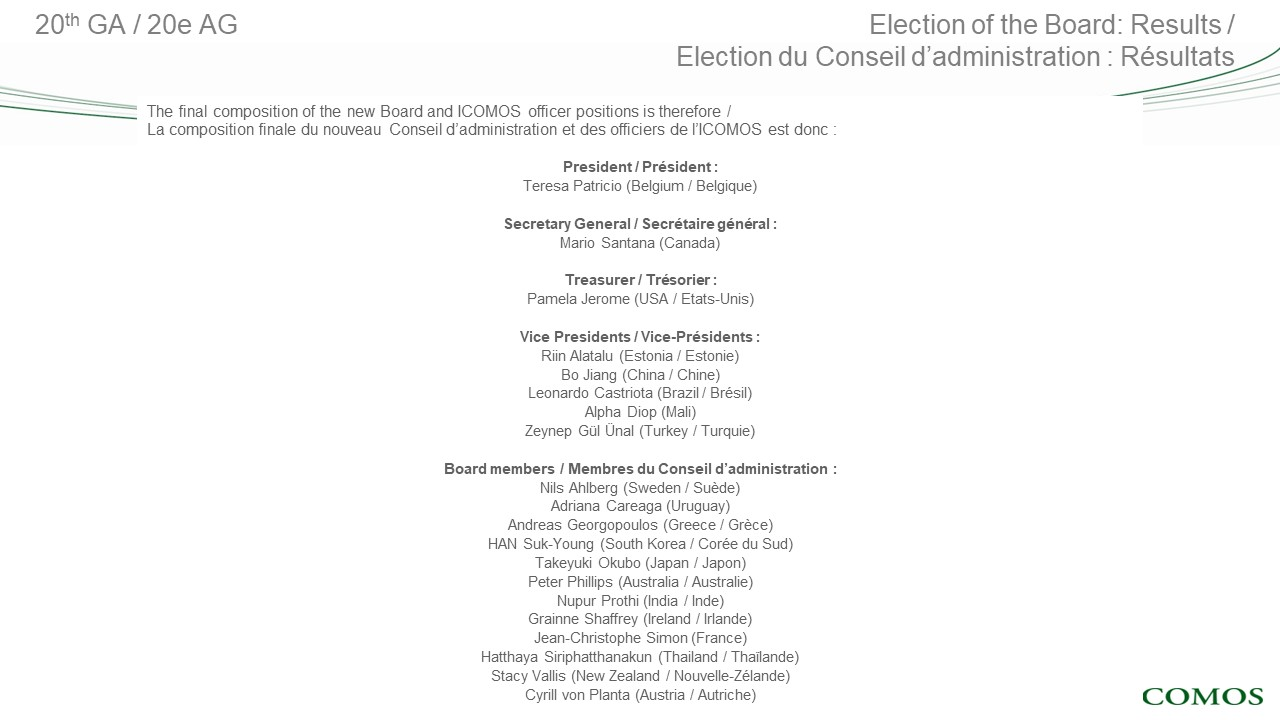 20th GA / 20e AG
Election of the Board: Results /
Election du Conseil d’administration : Résultats
The final composition of the new Board and ICOMOS officer positions is therefore /
La composition finale du nouveau Conseil d’administration et des officiers de l’ICOMOS est donc :
President / Président :
Teresa Patricio (Belgium / Belgique)
Secretary General / Secrétaire général :
Mario Santana (Canada)
Treasurer / Trésorier :
Pamela Jerome (USA / Etats-Unis)
Vice Presidents / Vice-Présidents :
Riin Alatalu (Estonia / Estonie)
Bo Jiang (China / Chine)
Leonardo Castriota (Brazil / Brésil)
Alpha Diop (Mali)
Zeynep Gül Ünal (Turkey / Turquie)
Board members / Membres du Conseil d’administration :
Nils Ahlberg (Sweden / Suède)
Adriana Careaga (Uruguay)
Andreas Georgopoulos (Greece / Grèce)
HAN Suk-Young (South Korea / Corée du Sud)
Takeyuki Okubo (Japan / Japon)
Peter Phillips (Australia / Australie)
Nupur Prothi (India / Inde)
Grainne Shaffrey (Ireland / Irlande)
Jean-Christophe Simon (France)
Hatthaya Siriphatthanakun (Thailand / Thaïlande)
Stacy Vallis (New Zealand / Nouvelle-Zélande)
Cyrill von Planta (Austria / Autriche)
COMOS